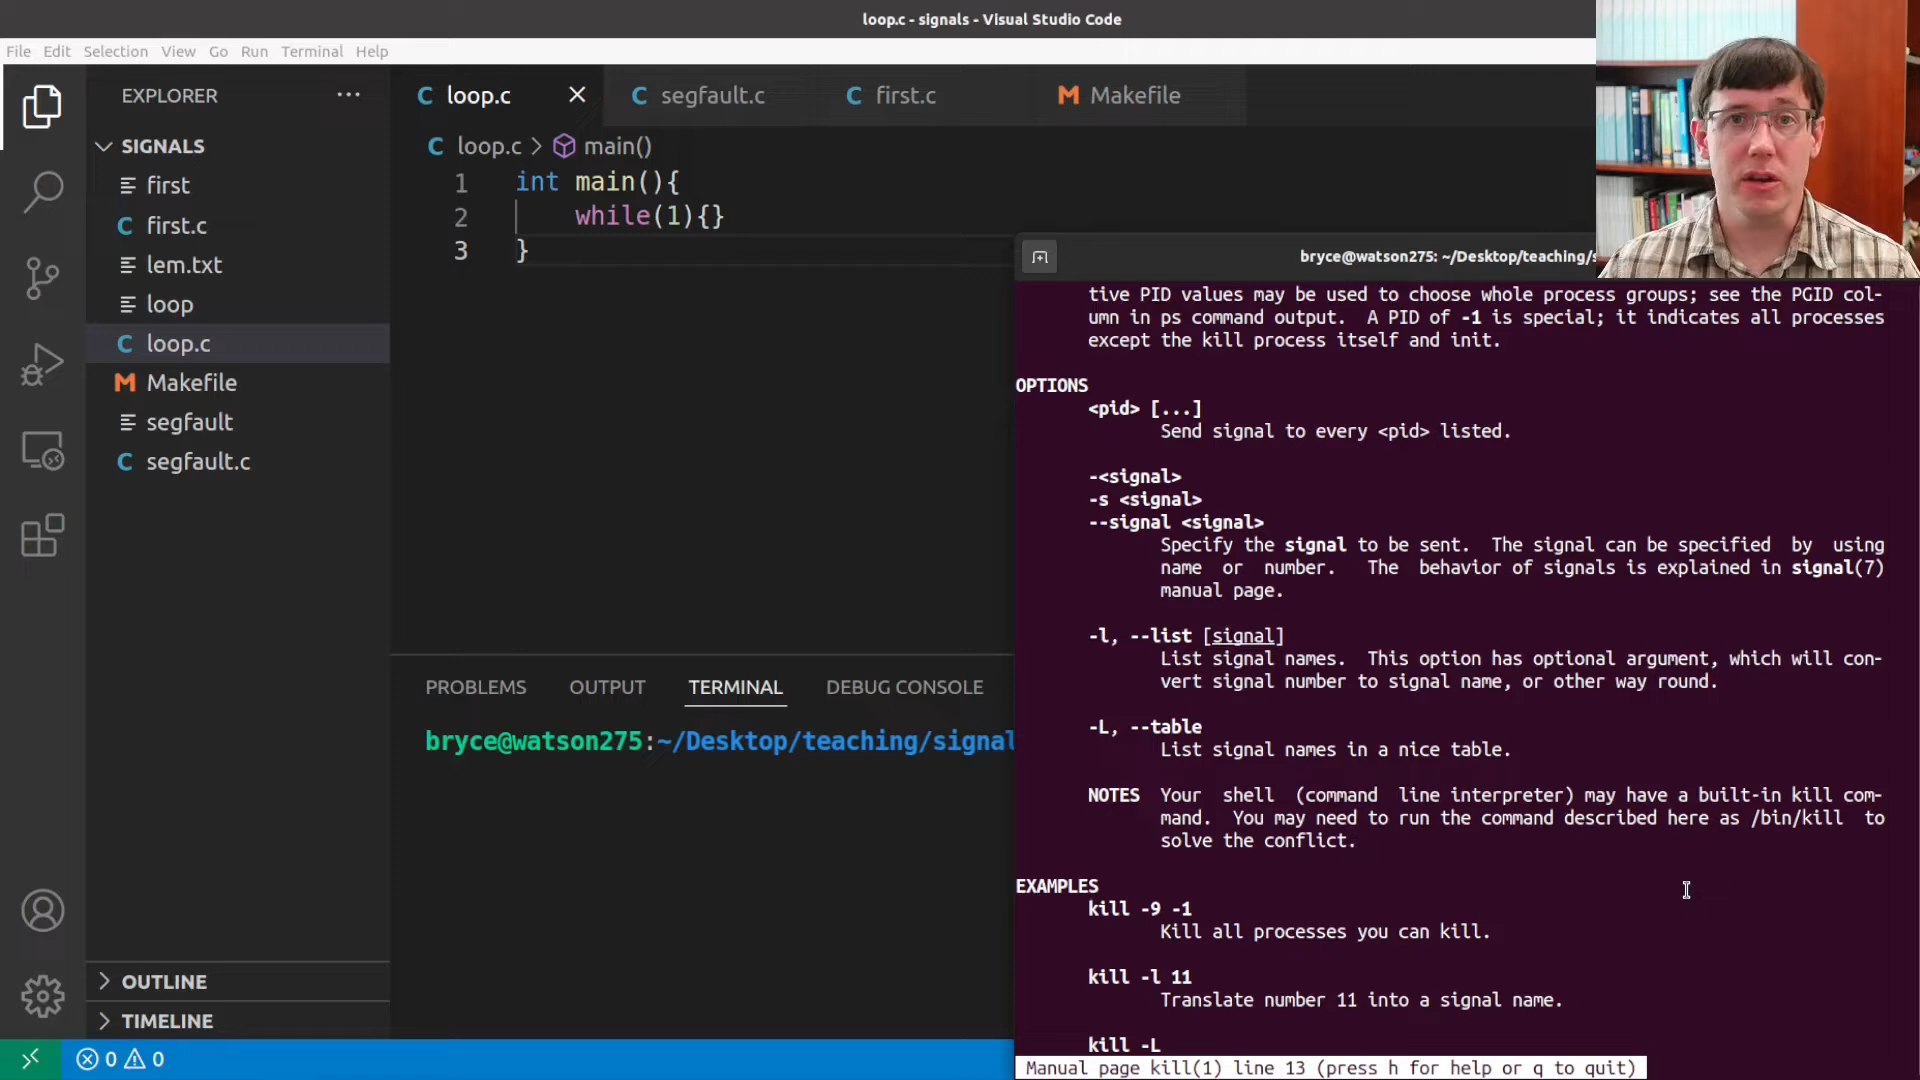 loop.c - signals - Visual Studio Code
File Edit Selection View Go Run Terminal Help
EXPLORER
SIGNALS
first
first.c
lem.txt
loop
loop.c
Makefile
segfault
segfault.c
OUTLINE
TIMELINE
loop.c segfault.c first.c Makefile
loop.c > main()
1 int main(){
2 while(1){}
3 }
PROBLEMS OUTPUT TERMINAL DEBUG CONSOLE
bryce@watson275:~/Desktop/teaching/signal
0 0
bryce@watson275: ~/Desktop/teaching/s
tive PID values may be used to choose whole process groups; see the PGID col-
umn in ps command output. A PID of -1 is special; it indicates all processes
except the kill process itself and init.
OPTIONS
<pid> [...]
Send signal to every <pid> listed.
-<signal>
-s <signal>
--signal <signal>
Specify the signal to be sent. The signal can be specified by using
name or number. The behavior of signals is explained in signal(7)
manual page.
-l, --list [signal]
List signal names. This option has optional argument, which will con-
vert signal number to signal name, or other way round.
-L, --table
List signal names in a nice table.
NOTES Your shell (command line interpreter) may have a built-in kill com-
mand. You may need to run the command described here as /bin/kill to
solve the conflict.
EXAMPLES
kill -9 -1
Kill all processes you can kill.
kill -l 11
Translate number 11 into a signal name.
kill -L
Manual page kill(1) line 13 (press h for help or q to quit)